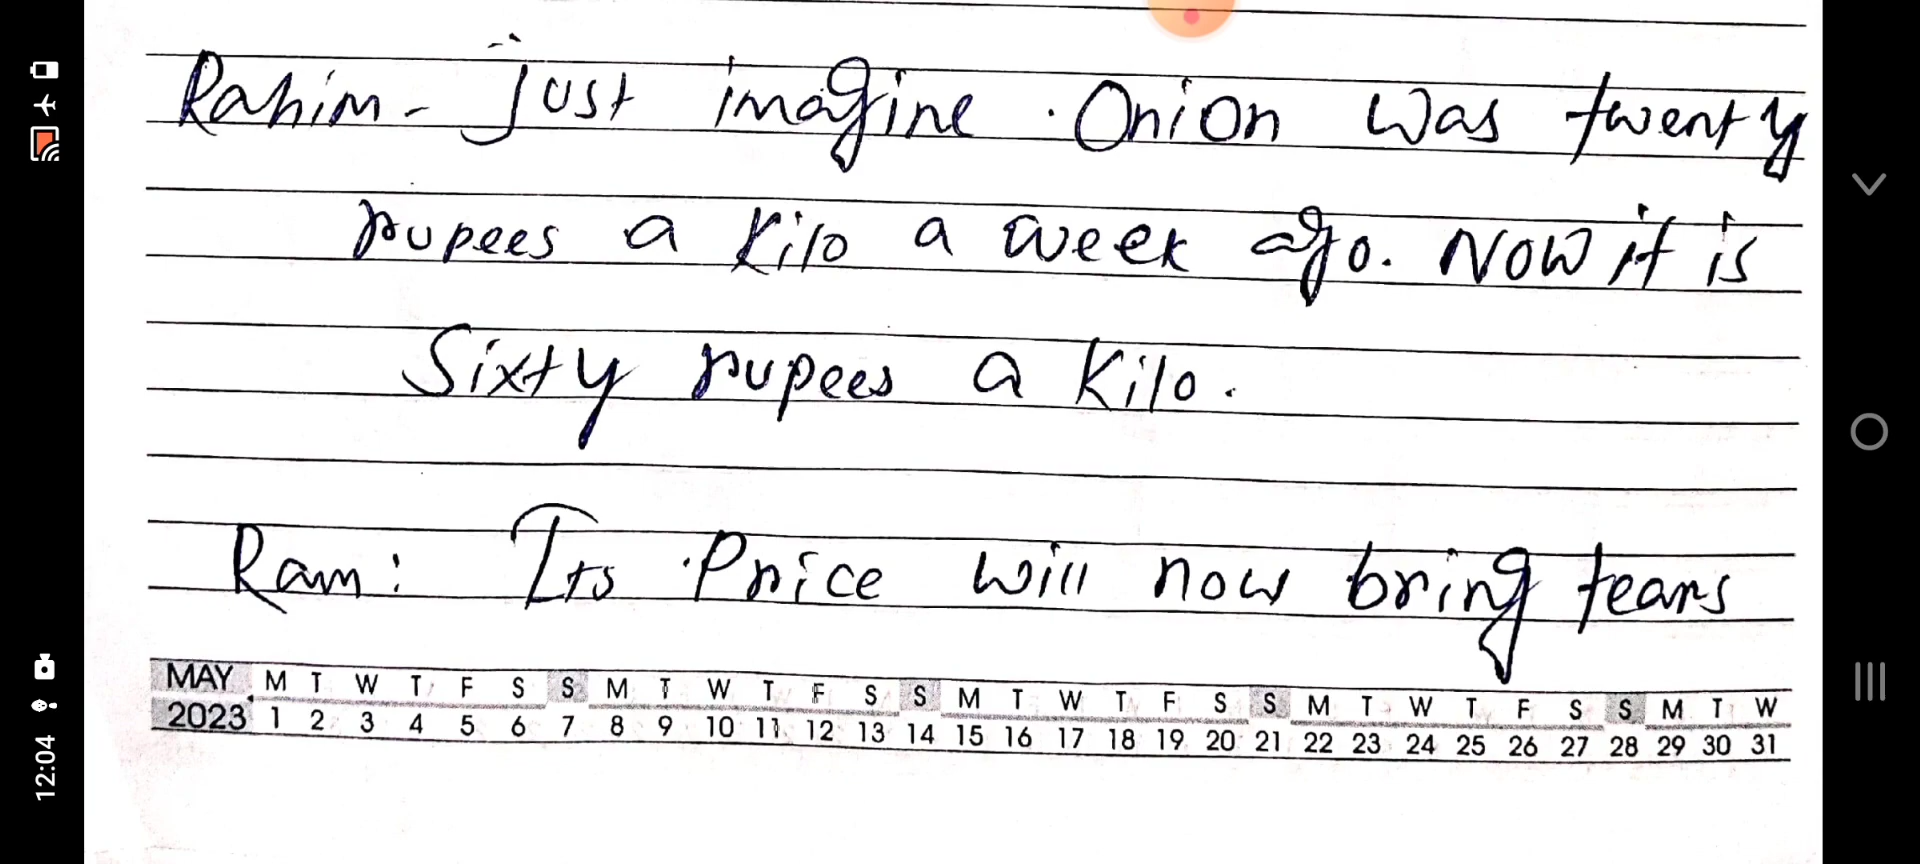 Rahim - Just imagine. Onion was twenty
rupees a kilo a week ago. Now it is
Sixty rupees a kilo.
Ram: Its Price will now bring tears
MAY M T W T F S S M T W T F S S M T W T F S S M T W T F S S M T W
2023 1 2 3 4 5 6 7 8 9 10 11 12 13 14 15 16 17 18 19 20 21 22 23 24 25 26 27 28 29 30 31
12:04